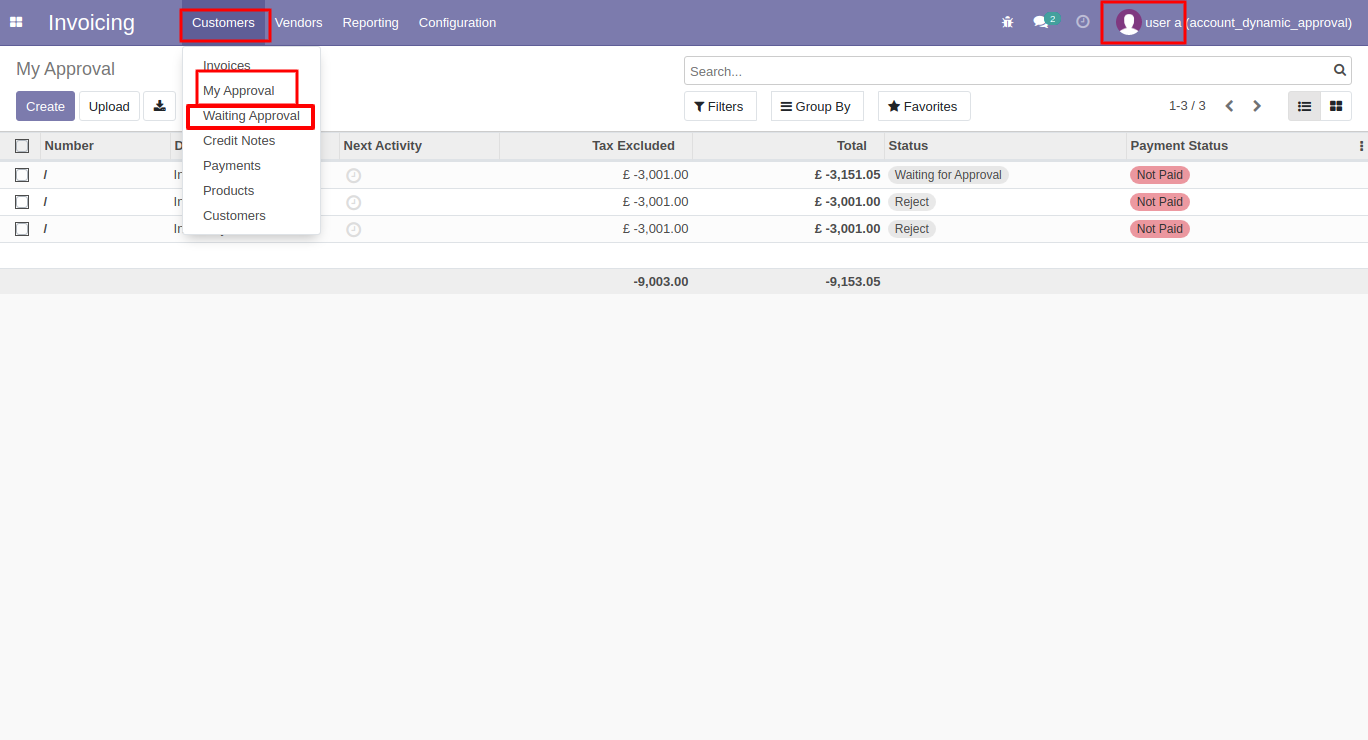 Invoicing Customers Vendors Reporting Configuration 2 user a (account_dynamic_approval)
My Approval
Search...
Create Upload
Filters Group By Favorites 1-3 / 3
Invoices
My Approval
Waiting Approval
Credit Notes
Payments
Products
Customers
Number Next Activity Tax Excluded Total Status Payment Status
/ £ -3,001.00 £ -3,151.05 Waiting for Approval Not Paid
/ £ -3,001.00 £ -3,001.00 Reject Not Paid
/ £ -3,001.00 £ -3,001.00 Reject Not Paid
-9,003.00 -9,153.05